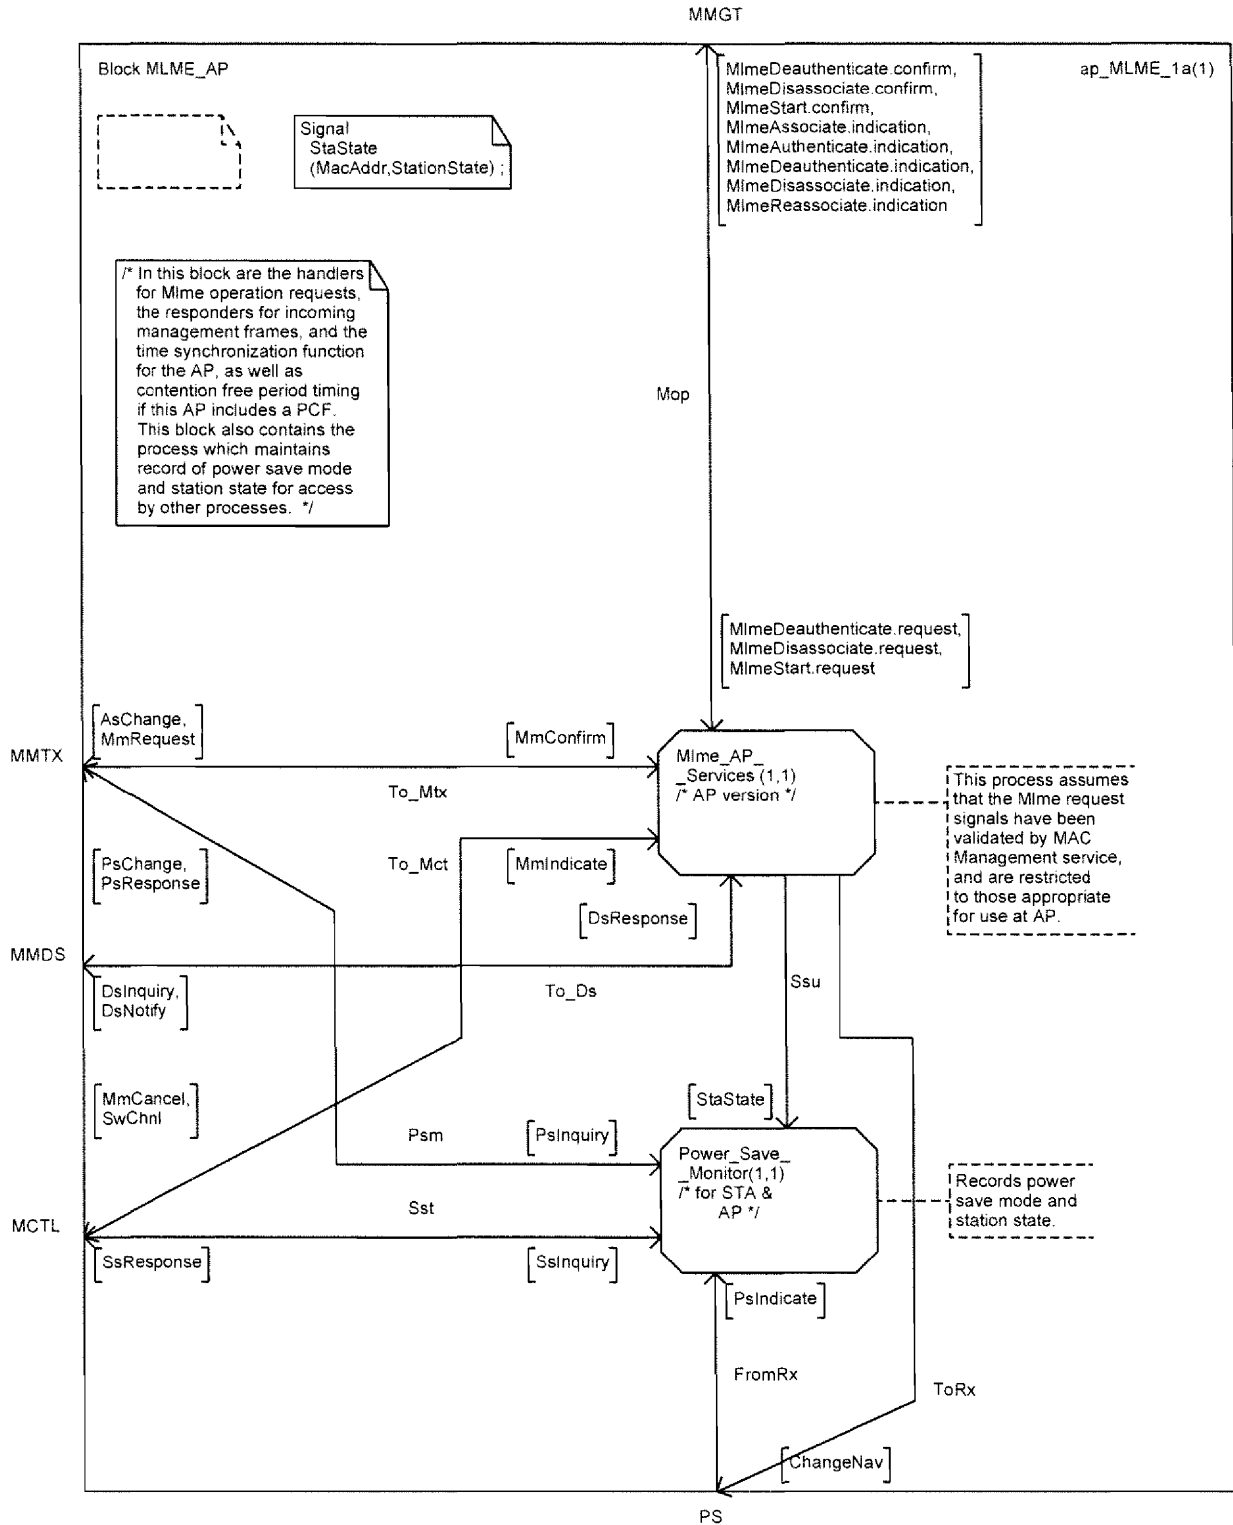 MMGT
Block MLME_AP
ap_MLME_1a(1)
Signal
StaState
(MacAddr,StationState) ;
MlmeDeauthenticate.confirm,
MlmeDisassociate.confirm,
MlmeStart.confirm,
MlmeAssociate.indication,
MlmeAuthenticate.indication,
MlmeDeauthenticate.indication,
MlmeDisassociate.indication,
MlmeReassociate.indication
/* In this block are the handlers
for Mlme operation requests,
the responders for incoming
management frames, and the
time synchronization function
for the AP, as well as
contention free period timing
if this AP includes a PCF.
This block also contains the
process which maintains
record of power save mode
and station state for access
by other processes. */
Mop
MlmeDeauthenticate.request,
MlmeDisassociate.request,
MlmeStart.request
AsChange,
MmRequest
MmConfirm
MMTX
To_Mtx
Mlme_AP_
_Services (1,1)
/* AP version */
This process assumes
that the Mlme request
signals have been
validated by MAC
Management service,
and are restricted
to those appropriate
for use at AP.
PsChange,
PsResponse
To_Mct
MmIndicate
DsResponse
MMDS
DsInquiry,
DsNotify
To_Ds
Ssu
MmCancel,
SwChnl
StaState
Psm
PsInquiry
Power_Save_
_Monitor(1,1)
/* for STA &
AP */
Records power
save mode and
station state.
MCTL
Sst
SsResponse
SsInquiry
PsIndicate
FromRx
ToRx
ChangeNav
PS